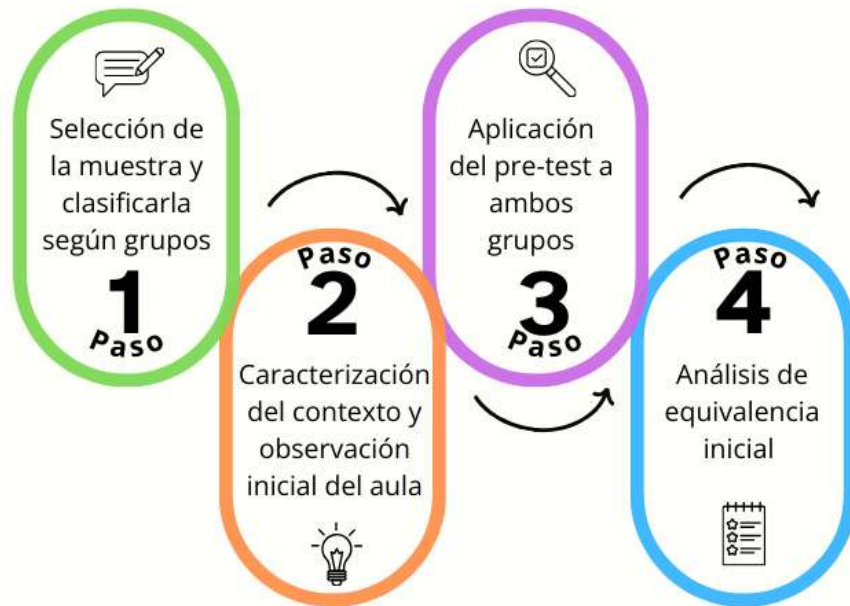 Selección de
la muestra y
clasificarla
según grupos
1
Paso
Paso
2
Caracterización
del contexto y
observación
inicial del aula
Aplicación
del pre-test a
ambos
grupos
3
Paso
Paso
4
Análisis de
equivalencia
inicial